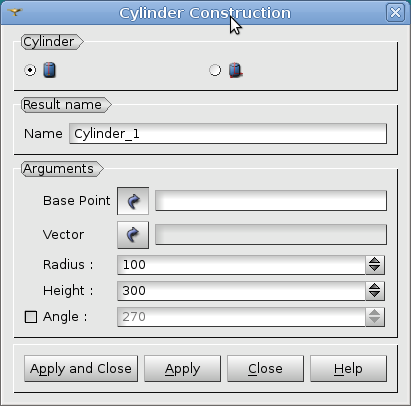 Cylinder Construction
Cylinder
Result name
Name Cylinder_1
Arguments
Base Point
Vector
Radius : 100
Height : 300
Angle : 270
Apply and Close Apply Close Help